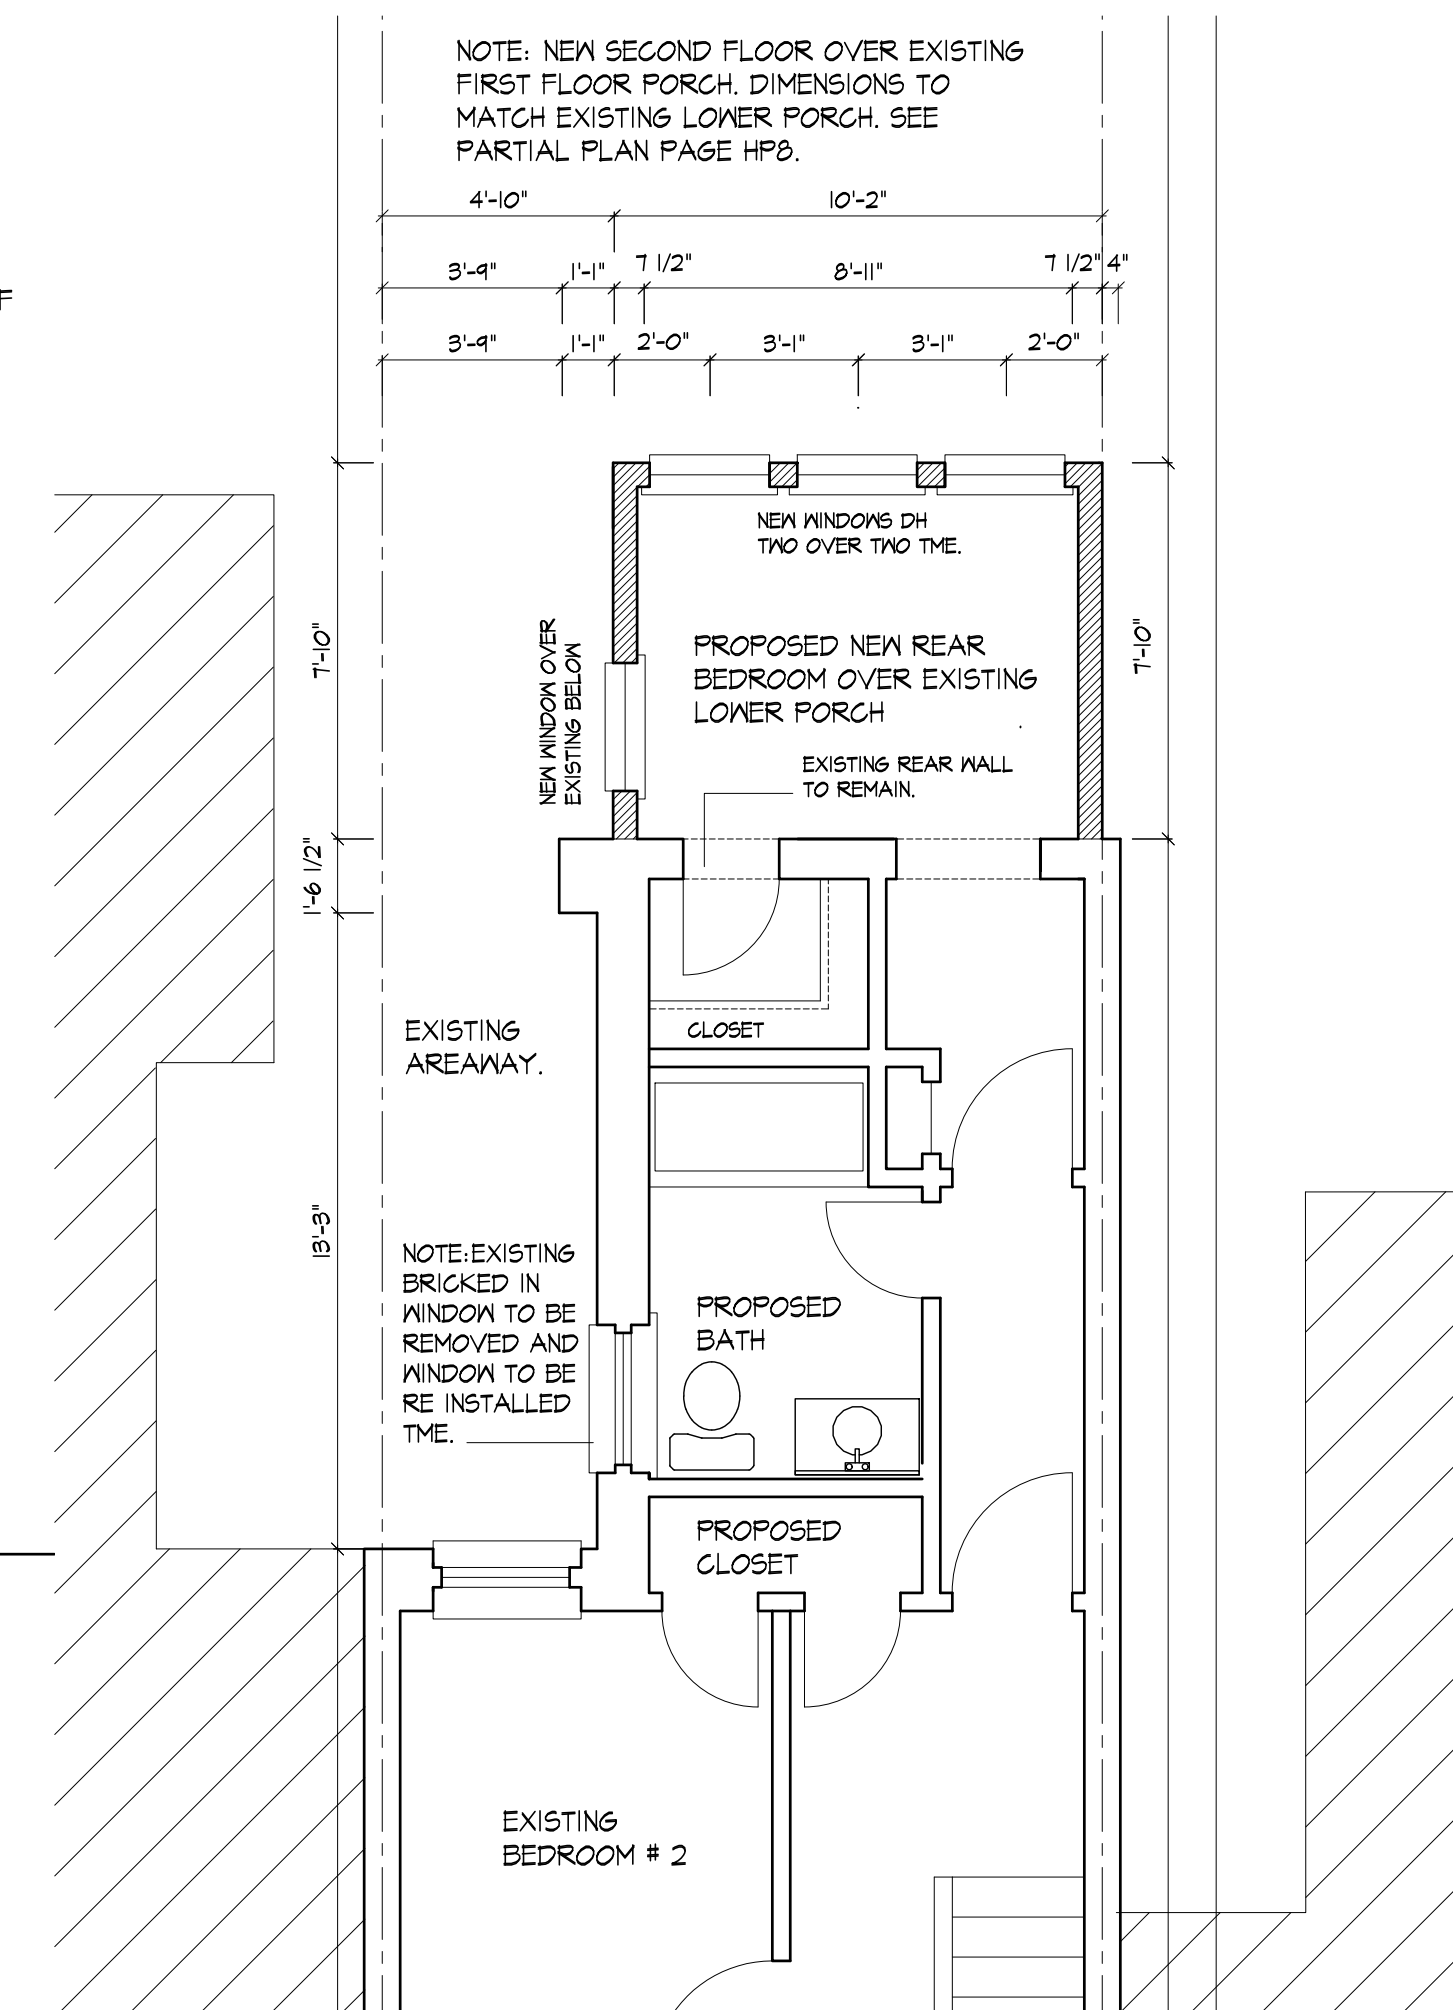 NOTE: NEW SECOND FLOOR OVER EXISTING
FIRST FLOOR PORCH. DIMENSIONS TO
MATCH EXISTING LOWER PORCH. SEE
PARTIAL PLAN PAGE HP8.
4'-10"
10'-2"
3'-9"
1'-1"
7 1/2"
8'-11"
7 1/2"
4"
3'-9"
1'-1"
2'-0"
3'-1"
3'-1"
2'-0"
NEW WINDOWS DH
TWO OVER TWO TME.
7'-10"
NEW WINDOW OVER
EXISTING BELOW
PROPOSED NEW REAR
BEDROOM OVER EXISTING
LOWER PORCH
7'-10"
EXISTING REAR WALL
TO REMAIN.
1'-6 1/2"
EXISTING
AREAWAY.
CLOSET
13'-3"
NOTE:EXISTING
BRICKED IN
WINDOW TO BE
REMOVED AND
WINDOW TO BE
RE INSTALLED
TME.
PROPOSED
BATH
PROPOSED
CLOSET
EXISTING
BEDROOM # 2